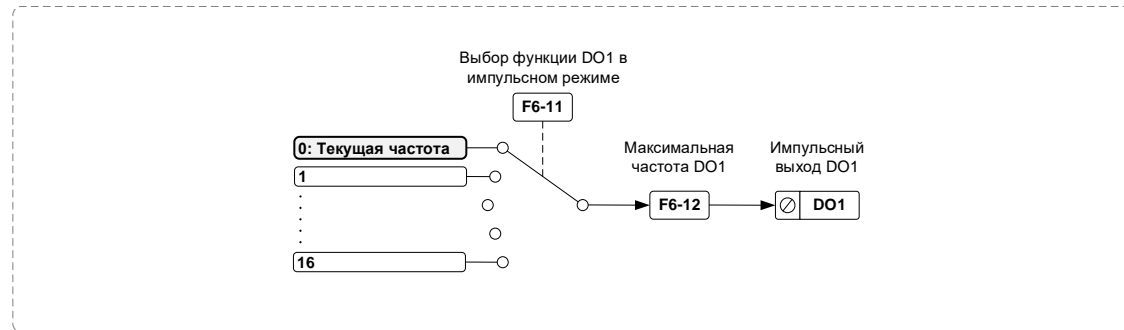 Выбор функции DO1 в
импульсном режиме
F6-11
0: Текущая частота
1
16
Максимальная
частота DO1
F6-12
Импульсный
выход DO1
DO1